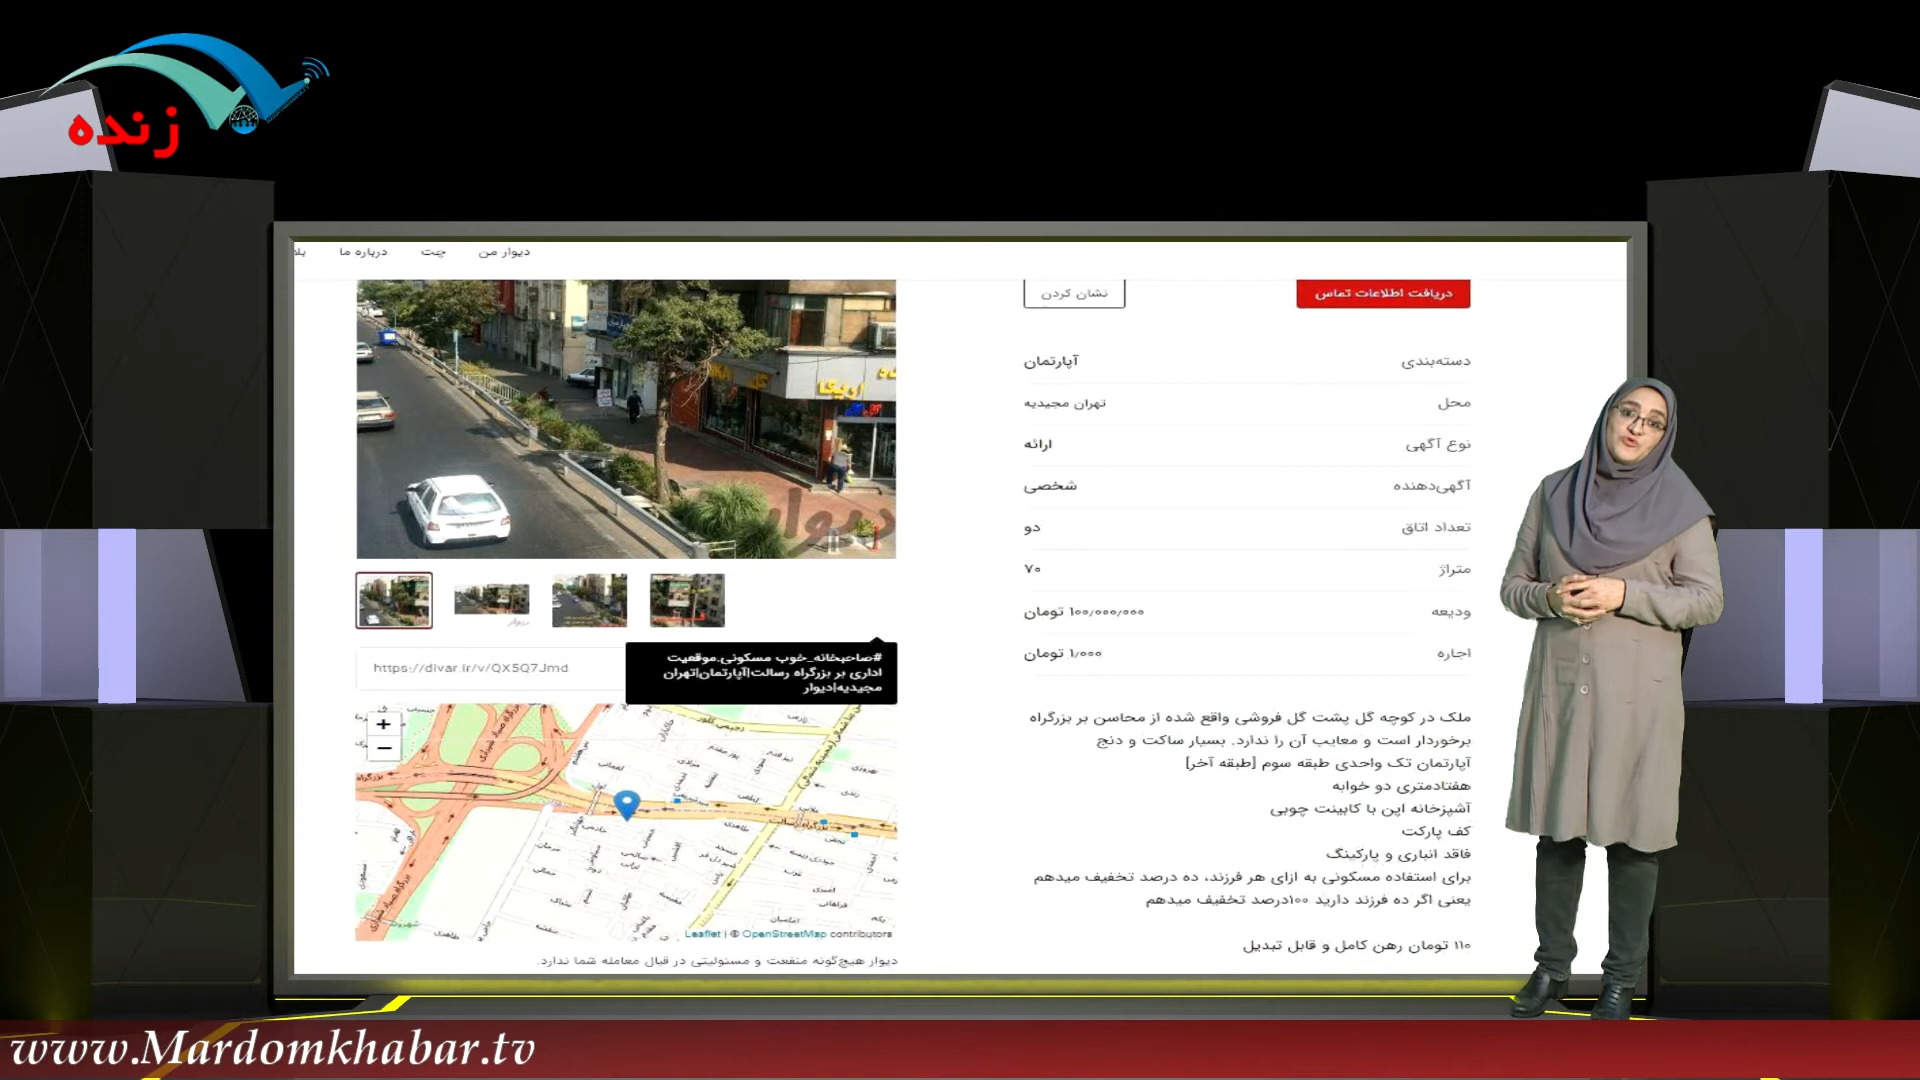 زنده
دیوار من
چت
درباره ما
بلا
دریافت اطلاعات تماس
نشان کردن
دسته‌بندی
آپارتمان
محل
تهران مجیدیه
نوع آگهی
ارائه
آگهی‌دهنده
شخصی
تعداد اتاق
دو
متراژ
۷۰
ودیعه
۱۰۰٫۰۰۰٫۰۰۰ تومان
اجاره
۱٫۰۰۰ تومان
ملک در کوچه گل پشت گل فروشی واقع شده از محاسن بر بزرگراه
برخوردار است و معایب آن را ندارد. بسیار ساکت و دنج
آپارتمان تک واحدی طبقه سوم [طبقه آخر]
هفتادمتری دو خوابه
آشپزخانه اپن با کابینت چوبی
کف پارکت
فاقد انباری و پارکینگ
برای استفاده مسکونی به ازای هر فرزند، ده درصد تخفیف میدهم
یعنی اگر ده فرزند دارید ۱۰۰درصد تخفیف میدهم
۱۱۰ تومان رهن کامل و قابل تبدیل
اریکا
دیوار
دیوار
https://divar.ir/v/QX5Q7Jmd
#صاحبخانه_خوب مسکونی.موقعیت
اداری بر بزرگراه رسالت|آپارتمان|تهران
مجیدیه|دیوار
+
−
بزرگراه رسالت
Leaflet | © OpenStreetMap contributors
دیوار هیچ‌گونه منفعت و مسئولیتی در قبال معامله شما ندارد.
www.Mardomkhabar.tv